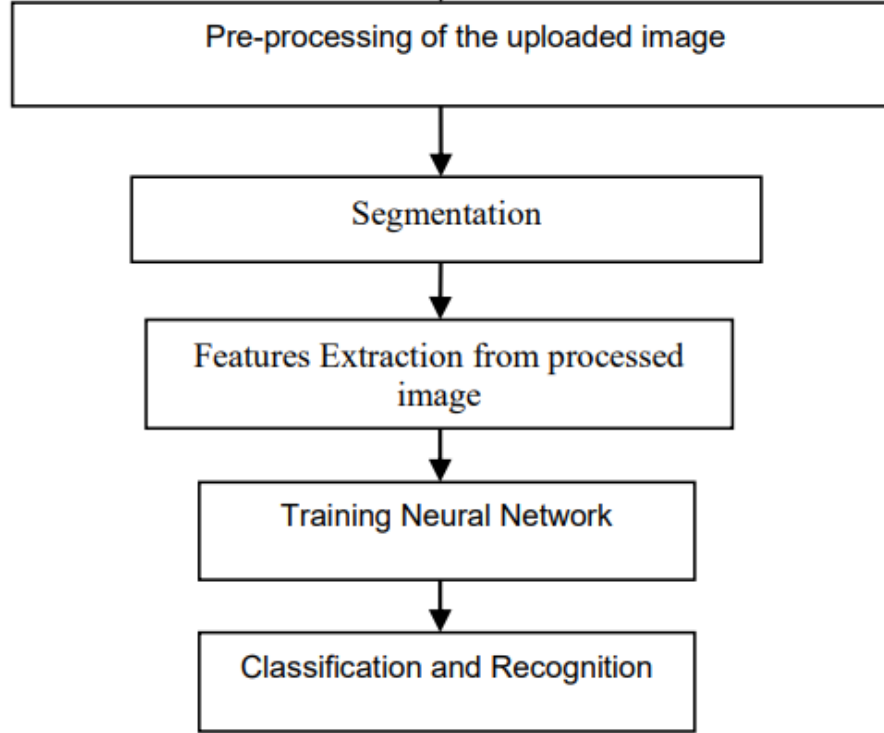 Pre-processing of the uploaded image
Segmentation
Features Extraction from processed
image
Training Neural Network
Classification and Recognition